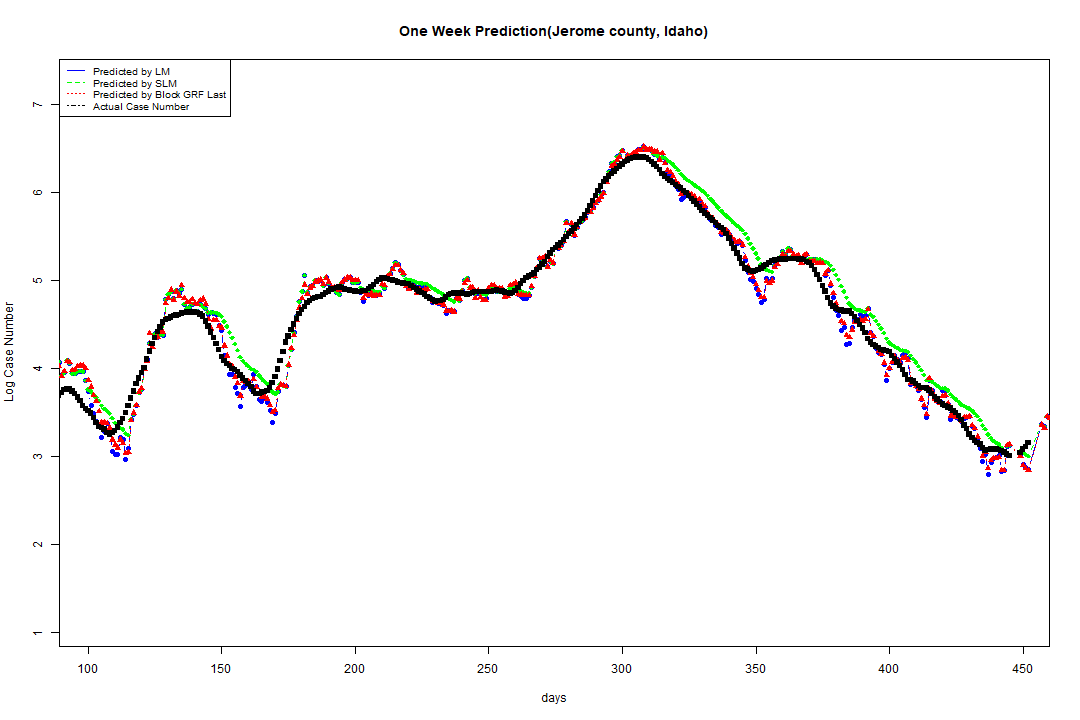 One Week Prediction(Jerome county, Idaho)
Predicted by LM
Predicted by SLM
Predicted by Block GRF Last
Actual Case Number
Log Case Number
7
6
5
4
3
2
1
100 150 200 250 300 350 400 450
days